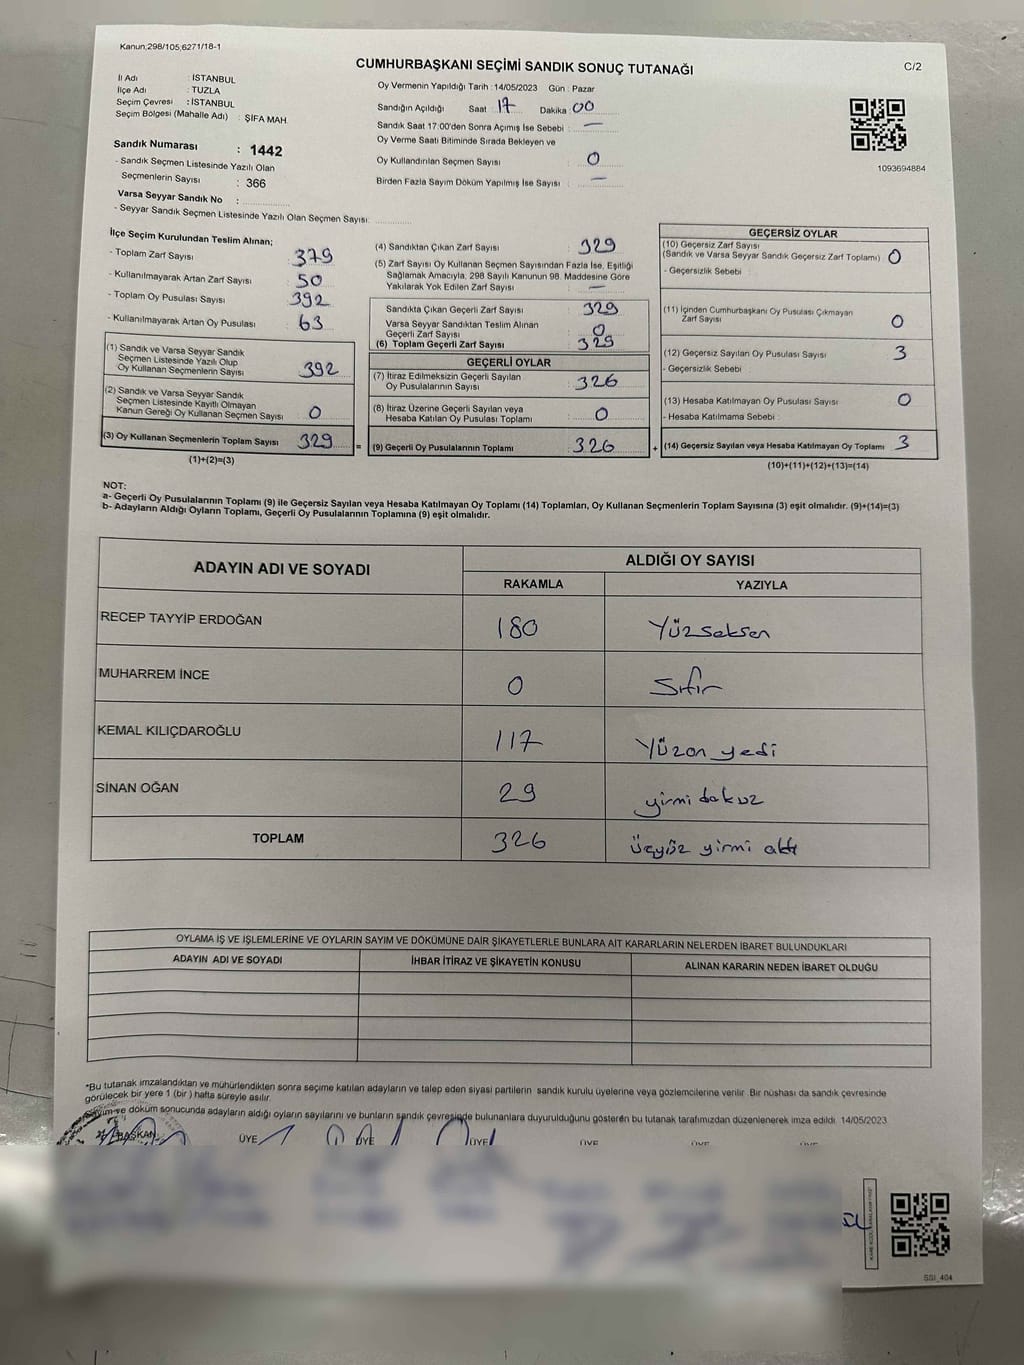 Kanun;298/105,6271/18-1
CUMHURBAŞKANI SEÇİMİ SANDIK SONUÇ TUTANAĞI
C/2
İl Adı : İSTANBUL
İlçe Adı : TUZLA
Seçim Çevresi : İSTANBUL
Seçim Bölgesi (Mahalle Adı) : ŞİFA MAH.
Oy Vermenin Yapıldığı Tarih :14/05/2023 Gün : Pazar
Sandığın Açıldığı Saat 17 Dakika : 00
Sandık Saat 17:00'den Sonra Açımış İse Sebebi : —
Oy Verme Saati Bitiminde Sırada Bekleyen ve
Oy Kullandırılan Seçmen Sayısı : 0
Birden Fazla Sayım Döküm Yapılmış İse Sayısı : —
1093694884
Sandık Numarası : 1442
- Sandık Seçmen Listesinde Yazılı Olan
Seçmenlerin Sayısı : 366
Varsa Seyyar Sandık No :
- Seyyar Sandık Seçmen Listesinde Yazılı Olan Seçmen Sayısı:
İlçe Seçim Kurulundan Teslim Alınan;
- Toplam Zarf Sayısı : 379
- Kullanılmayarak Artan Zarf Sayısı : 50
- Toplam Oy Pusulası Sayısı : 392
- Kullanılmayarak Artan Oy Pusulası : 63
(1) Sandık ve Varsa Seyyar Sandık
Seçmen Listesinde Yazılı Olup
Oy Kullanan Seçmenlerin Sayısı : 392
(2) Sandık ve Varsa Seyyar Sandık
Seçmen Listesinde Kayıtlı Olmayan
Kanun Gereği Oy Kullanan Seçmen Sayısı : 0
(3) Oy Kullanan Seçmenlerin Toplam Sayısı : 329
(1)+(2)=(3)
(4) Sandıktan Çıkan Zarf Sayısı : 329
(5) Zarf Sayısı Oy Kullanan Seçmen Sayısından Fazla İse, Eşitliği
Sağlamak Amacıyla, 298 Sayılı Kanunun 98. Maddesine Göre
Yakılarak Yok Edilen Zarf Sayısı : —
Sandıkta Çıkan Geçerli Zarf Sayısı : 329
Varsa Seyyar Sandıktan Teslim Alınan
Geçerli Zarf Sayısı : 0
(6) Toplam Geçerli Zarf Sayısı : 329
GEÇERLİ OYLAR
(7) İtiraz Edilmeksizin Geçerli Sayılan
Oy Pusulalarının Sayısı : 326
(8) İtiraz Üzerine Geçerli Sayılan veya
Hesaba Katılan Oy Pusulası Toplamı : 0
= (9) Geçerli Oy Pusulalarının Toplamı : 326
GEÇERSİZ OYLAR
(10) Geçersiz Zarf Sayısı
(Sandık ve Varsa Seyyar Sandık Geçersiz Zarf Toplamı) : 0
- Geçersizlik Sebebi :
(11) İçinden Cumhurbaşkanı Oy Pusulası Çıkmayan
Zarf Sayısı : 0
(12) Geçersiz Sayılan Oy Pusulası Sayısı : 3
- Geçersizlik Sebebi :
(13) Hesaba Katılmayan Oy Pusulası Sayısı : 0
- Hesaba Katılmama Sebebi :
+ (14) Geçersiz Sayılan veya Hesaba Katılmayan Oy Toplamı : 3
(10)+(11)+(12)+(13)=(14)
NOT:
a- Geçerli Oy Pusulalarının Toplamı (9) ile Geçersiz Sayılan veya Hesaba Katılmayan Oy Toplamı (14) Toplamları, Oy Kullanan Seçmenlerin Toplam Sayısına (3) eşit olmalıdır. (9)+(14)=(3)
b- Adayların Aldığı Oyların Toplamı, Geçerli Oy Pusulalarının Toplamına (9) eşit olmalıdır.
ADAYIN ADI VE SOYADI
ALDIĞI OY SAYISI
RAKAMLA YAZIYLA
RECEP TAYYİP ERDOĞAN 180 Yüzseksen
MUHARREM İNCE 0 Sıfır
KEMAL KILIÇDAROĞLU 117 Yüzon yedi
SİNAN OĞAN 29 yirmi dokuz
TOPLAM 326 üçyüz yirmi altı
OYLAMA İŞ VE İŞLEMLERİNE VE OYLARIN SAYIM VE DÖKÜMÜNE DAİR ŞİKAYETLERLE BUNLARA AİT KARARLARIN NELERDEN İBARET BULUNDUKLARI
ADAYIN ADI VE SOYADI İHBAR İTİRAZ VE ŞİKAYETİN KONUSU ALINAN KARARIN NEDEN İBARET OLDUĞU
*Bu tutanak imzalandıktan ve mühürlendikten sonra seçime katılan adayların ve talep eden siyasi partilerin sandık kurulu üyelerine veya gözlemcilerine verilir. Bir nüshası da sandık çevresinde
görülecek bir yere 1 (bir ) hafta süreyle asılır.
ve döküm sonucunda adayların aldığı oyların sayılarını ve bunların sandık çevresinde bulunanlara duyurulduğunu gösteren bu tutanak tarafımızdan düzenlenerek imza edildi. 14/05/2023
BAŞKAN ÜYE ÜYE ÜYE ÜYE ÜYE ÜYE
SSI_404